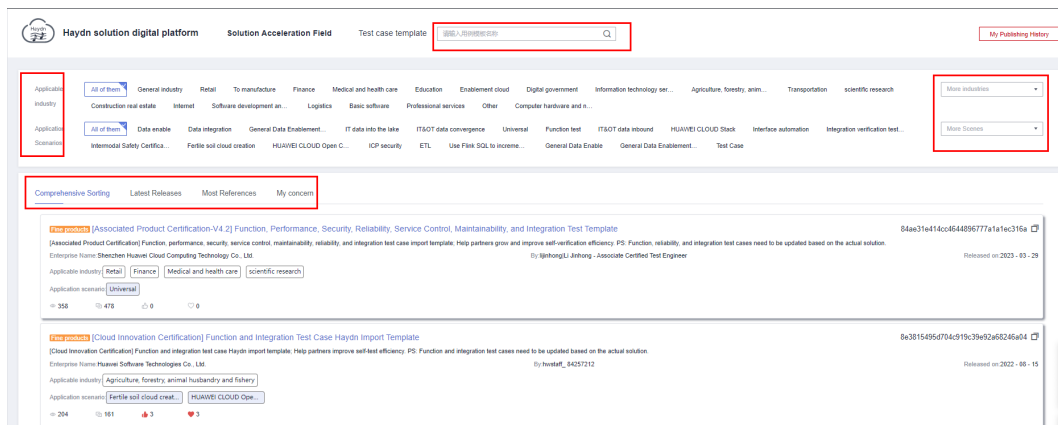 Haydn
Haydn solution digital platform Solution Acceleration Field Test case template 请输入用例模板名称 My Publishing History
Applicable All of them General industry Retail To manufacture Finance Medical and health care Education Enablement cloud Digital government Information technology ser... Agriculture, forestry, anim... Transportation scientific research More industries
industry Construction real estate Internet Software development an... Logistics Basic software Professional services Other Computer hardware and n...
Application All of them Data enable Data integration General Data Enablement... IT data into the lake IT&OT data convergence Universal Function test IT&OT data inbound HUAWEI CLOUD Stack Interface automation Integration verification test... More Scenes
Scenarios Intermodal Safety Certifica... Fertile soil cloud creation HUAWEI CLOUD Open C... ICP security ETL Use Flink SQL to increme... General Data Enable General Data Enablement... Test Case
Comprehensive Sorting Latest Releases Most References My concern
Fine products [Associated Product Certification-V4.2] Function, Performance, Security, Reliability, Service Control, Maintainability, and Integration Test Template 84ae31e414cc4644896777a1a1ec316a
[Associated Product Certification] Function, performance, security, service control, maintainability, reliability, and integration test case import template; Help partners grow and improve self-verification efficiency. PS: Function, reliability, and integration test cases need to be updated based on the actual solution.
Enterprise Name:Shenzhen Huawei Cloud Computing Technology Co., Ltd. By:lijinhong|Li Jinhong - Associate Certified Test Engineer Released on:2023 - 03 - 29
Applicable industry: Retail Finance Medical and health care scientific research
Application scenario: Universal
358 478 0 0
Fine products [Cloud Innovation Certification] Function and Integration Test Case Haydn Import Template 8e3815495d704c919c39e92a68246a04
[Cloud Innovation Certification] Function and integration test case Haydn import template; Help partners improve self-test efficiency. PS: Function and integration test cases need to be updated based on the actual solution.
Enterprise Name:Huawei Software Technologies Co., Ltd. By:hwstaff_84257212 Released on:2022 - 08 - 15
Applicable industry: Agriculture, forestry, animal husbandry and fishery
Application scenario: Fertile soil cloud creat... HUAWEI CLOUD Ope...
204 161 3 3